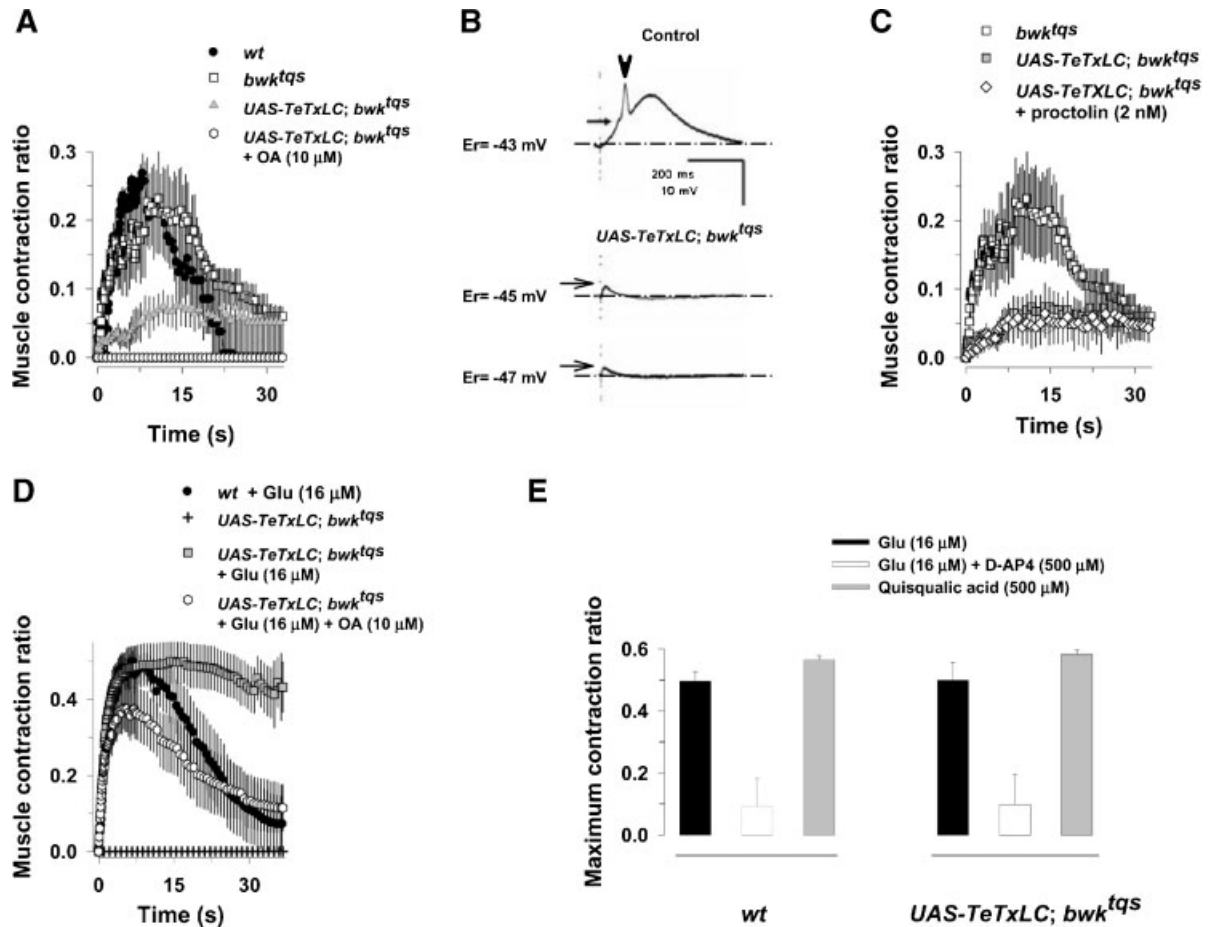 A
wt
bwk^tqs
UAS-TeTxLC; bwk^tqs
UAS-TeTxLC; bwk^tqs
+ OA (10 µM)
Muscle contraction ratio
0.3
0.2
0.1
0.0
0
15
30
Time (s)
B
Control
Er= -43 mV
200 ms
10 mV
UAS-TeTxLC; bwk^tqs
Er= -45 mV
Er= -47 mV
C
bwk^tqs
UAS-TeTxLC; bwk^tqs
UAS-TeTXLC; bwk^tqs
+ proctolin (2 nM)
Muscle contraction ratio
0.3
0.2
0.1
0.0
0
15
30
Time (s)
D
wt + Glu (16 µM)
UAS-TeTxLC; bwk^tqs
UAS-TeTxLC; bwk^tqs
+ Glu (16 µM)
UAS-TeTxLC; bwk^tqs
+ Glu (16 µM) + OA (10 µM)
Muscle contraction ratio
0.4
0.2
0.0
0
15
30
Time (s)
E
Glu (16 µM)
Glu (16 µM) + D-AP4 (500 µM)
Quisqualic acid (500 µM)
Maximum contraction ratio
0.6
0.4
0.2
0.0
wt
UAS-TeTxLC; bwk^tqs